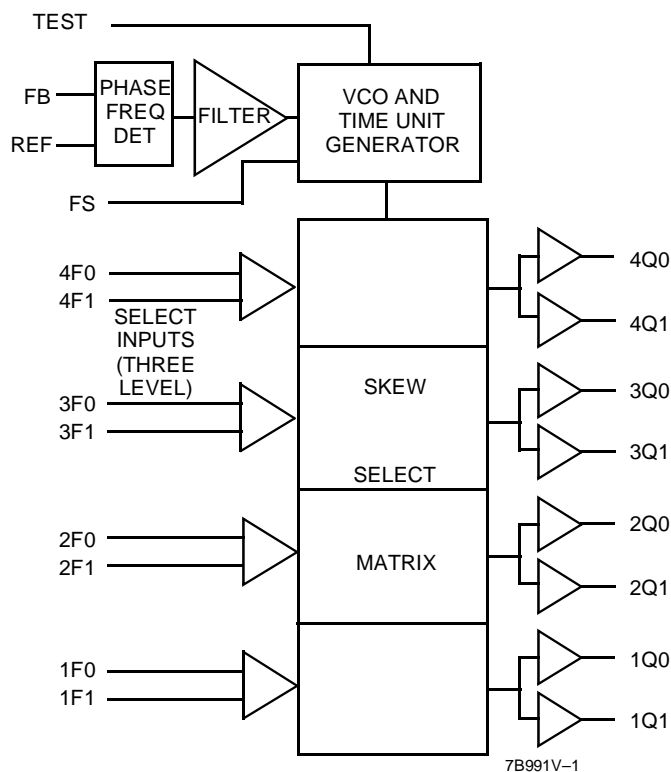 TEST
FB
REF
PHASE
FREQ
DET
FILTER
VCO AND
TIME UNIT
GENERATOR
FS
4F0
4F1
SELECT
INPUTS
(THREE
LEVEL)
3F0
3F1
2F0
2F1
1F0
1F1
SKEW
SELECT
MATRIX
4Q0
4Q1
3Q0
3Q1
2Q0
2Q1
1Q0
1Q1
7B991V–1